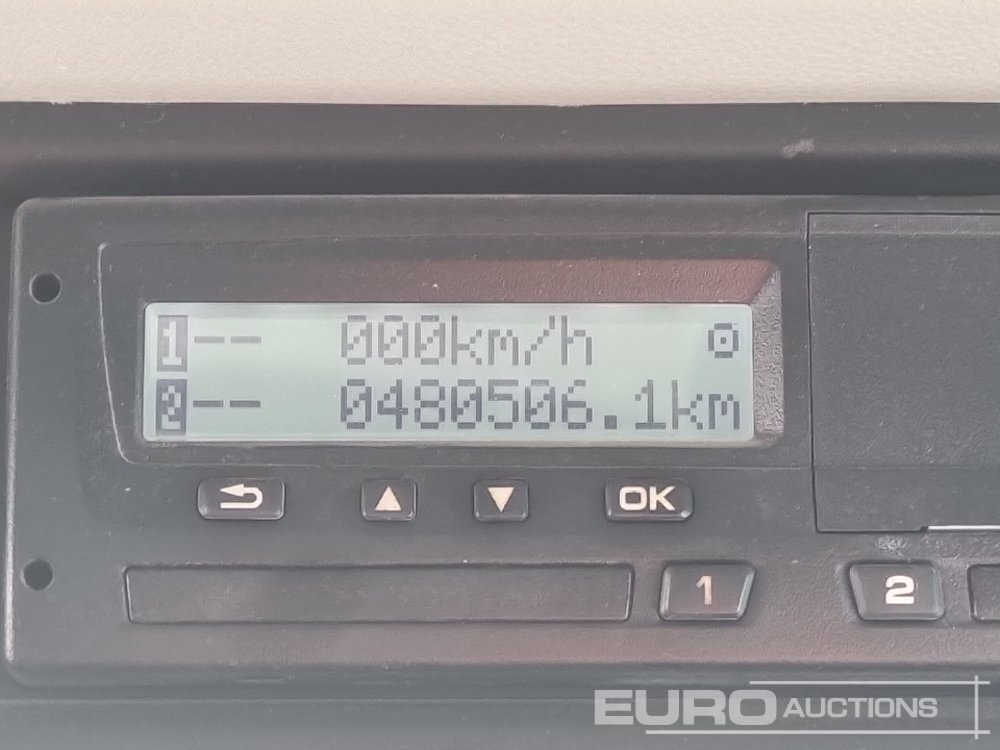 1-- 000km/h
2-- 0480506.1km
OK
1 2
EURO AUCTIONS